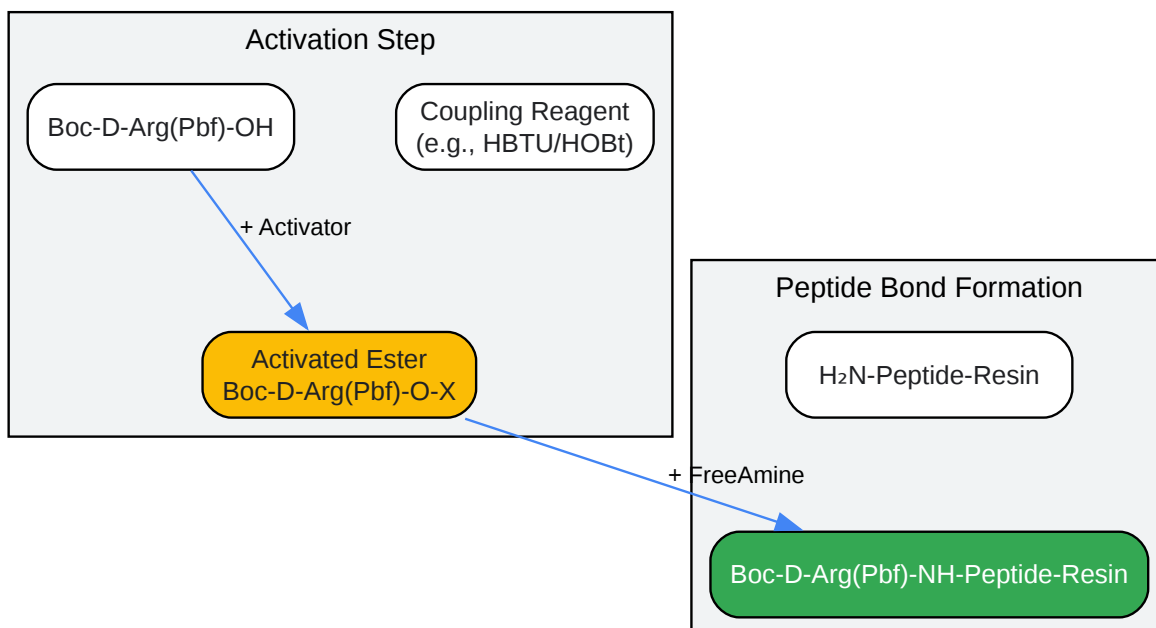 Activation Step
Boc-D-Arg(Pbf)-OH
Coupling Reagent
(e.g., HBTU/HOBt)
+ Activator
Activated Ester
Boc-D-Arg(Pbf)-O-X
Peptide Bond Formation
H₂N-Peptide-Resin
+ FreeAmine
Boc-D-Arg(Pbf)-NH-Peptide-Resin